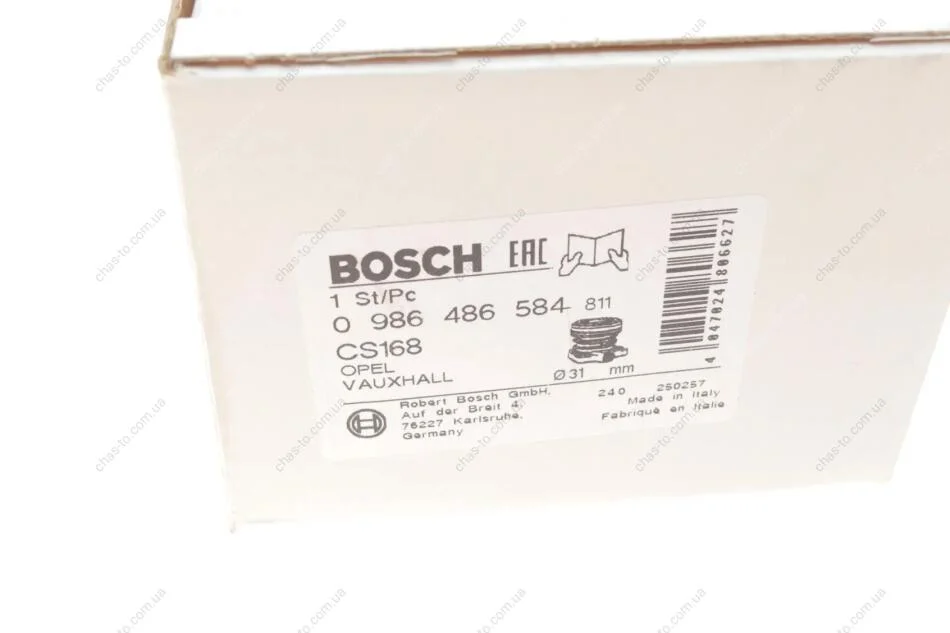 BOSCH EAC
1 St/Pc
0 986 486 584 811
CS168
OPEL
VAUXHALL
Ø31 mm
4 047024 806627
Robert Bosch GmbH,
Auf der Breit 4,
76227 Karlsruhe,
Germany
240 250257
Made in Italy
Fabriqué en Italie
chas-to.com.ua